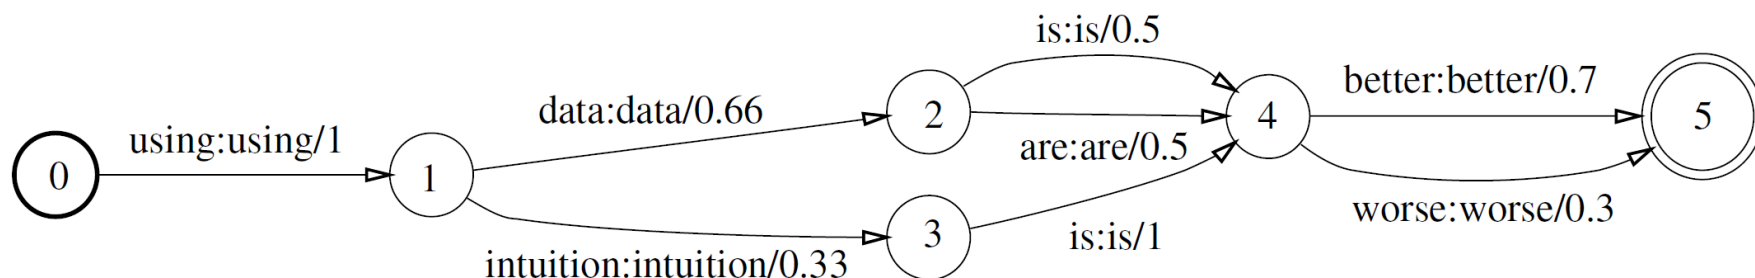 is:is/0.5
better:better/0.7
data:data/0.66
using:using/1
0
1
2
4
5
are:are/0.5
3
is:is/1
worse:worse/0.3
intuition:intuition/0.33